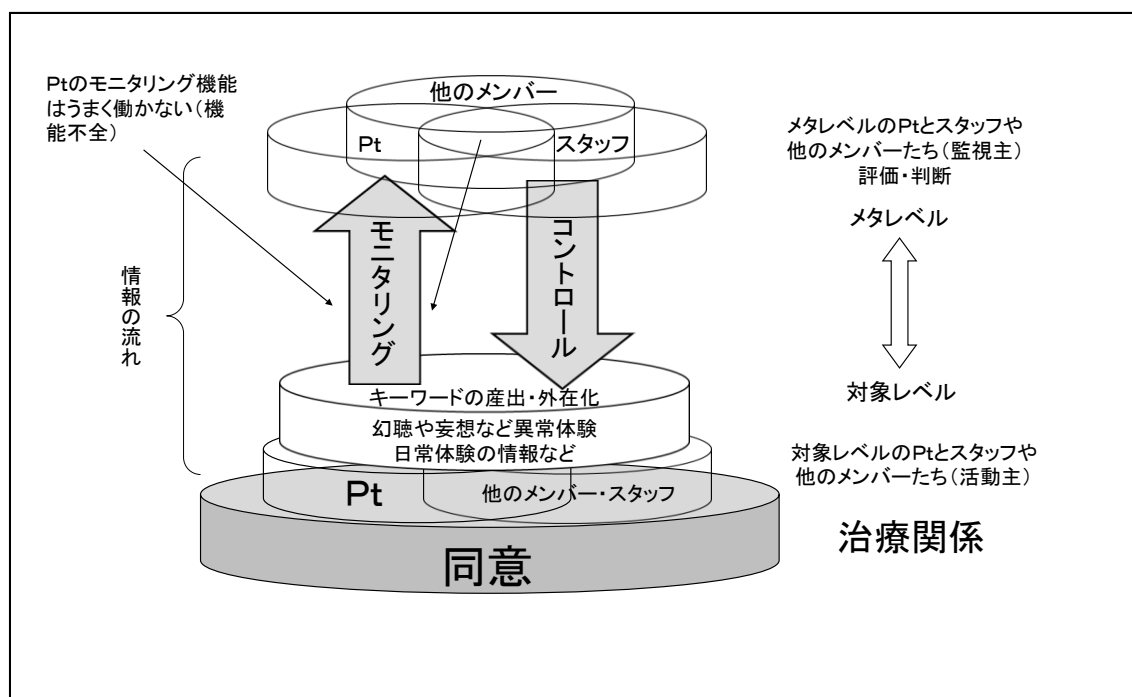 Ptのモニタリング機能
はうまく働かない(機
能不全)
他のメンバー
Pt
スタッフ
メタレベルのPtとスタッフや
他のメンバーたち(監視主)
評価・判断
メタレベル
モニタリング
コントロール
情報の流れ
対象レベル
キーワードの産出・外在化
幻聴や妄想など異常体験
日常体験の情報など
対象レベルのPtとスタッフや
他のメンバーたち(活動主)
Pt
他のメンバー・スタッフ
治療関係
同意